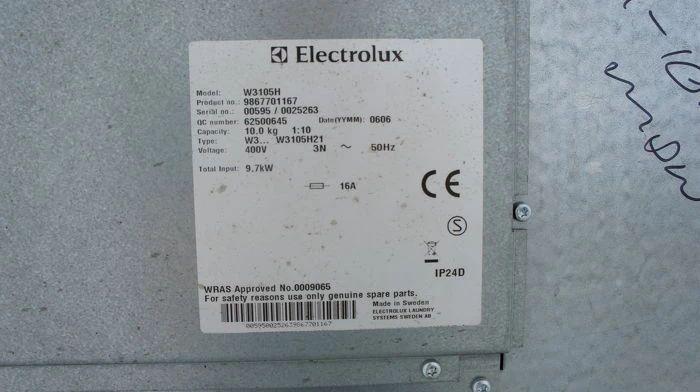 Electrolux
Model: W3105H
Product no.: 9867701167
Serial no.: 00595 / 0025263
QC number: 62500645 Date(YYMM): 0606
Capacity: 10.0 kg 1:10
Type: W3... W3105H21
Voltage: 400V 3N ~ 50Hz
Total Input: 9.7kW
16A
CE
S
IP24D
WRAS Approved No.0009065
For safety reasons use only genuine spare parts.
Made in Sweden
ELECTROLUX LAUNDRY
SYSTEMS SWEDEN AB
0059500252639867701167